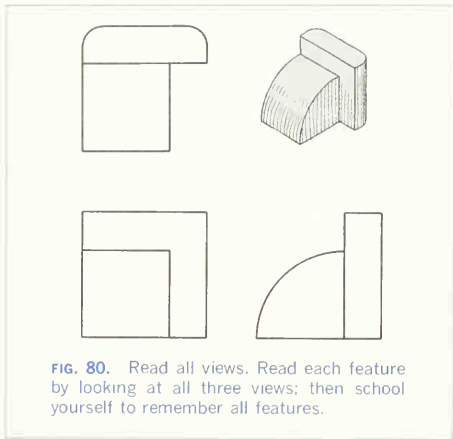 FIG. 80. Read all views. Read each feature
by looking at all three views; then school
yourself to remember all features.